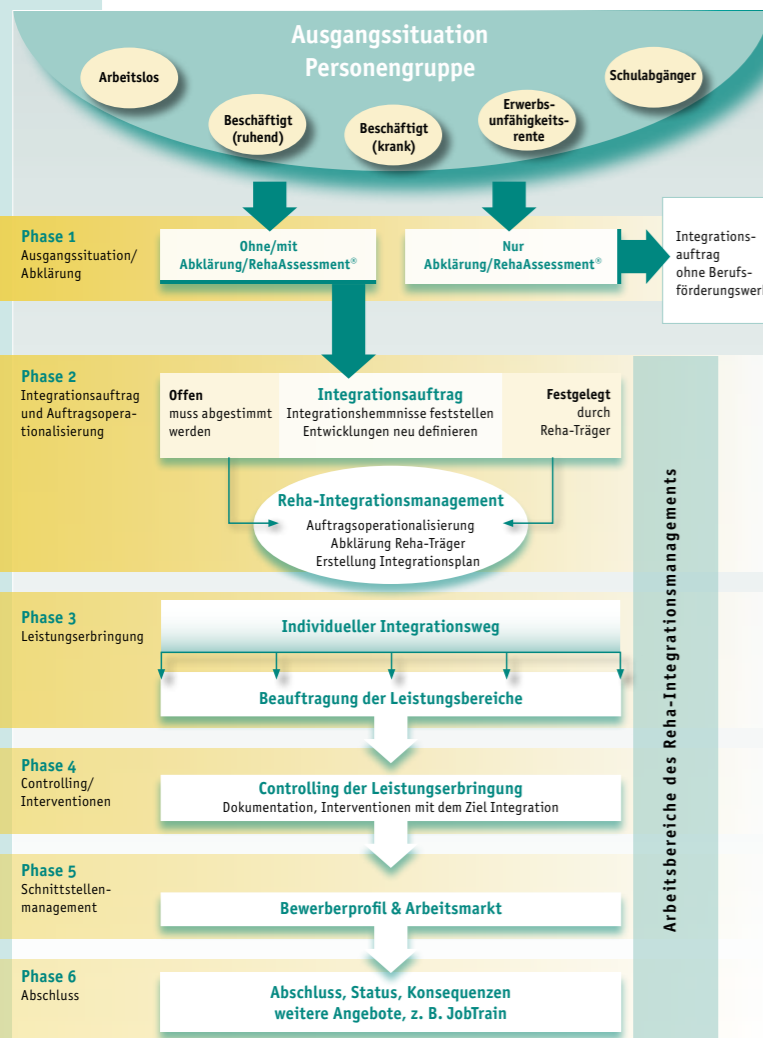 Ausgangssituation
Personengruppe
Arbeitslos
Beschäftigt
(ruhend)
Beschäftigt
(krank)
Erwerbs-
unfähigkeits-
rente
Schulabgänger
Phase 1
Ausgangssituation/
Abklärung
Ohne/mit
Abklärung/RehaAssessment®
Nur
Abklärung/RehaAssessment®
Integrations-
auftrag
ohne Berufs-
förderungswerk
Phase 2
Integrationsauftrag
und Auftragsopera-
tionalisierung
Offen
muss abgestimmt
werden
Integrationsauftrag
Integrationshemmnisse feststellen
Entwicklungen neu definieren
Festgelegt
durch
Reha-Träger
Reha-Integrationsmanagement
Auftragsoperationalisierung
Abklärung Reha-Träger
Erstellung Integrationsplan
Phase 3
Leistungserbringung
Individueller Integrationsweg
Beauftragung der Leistungsbereiche
Phase 4
Controlling/
Interventionen
Controlling der Leistungserbringung
Dokumentation, Interventionen mit dem Ziel Integration
Phase 5
Schnittstellen-
management
Bewerberprofil & Arbeitsmarkt
Phase 6
Abschluss
Abschluss, Status, Konsequenzen
weitere Angebote, z. B. JobTrain
Arbeitsbereiche des Reha-Integrationsmanagements